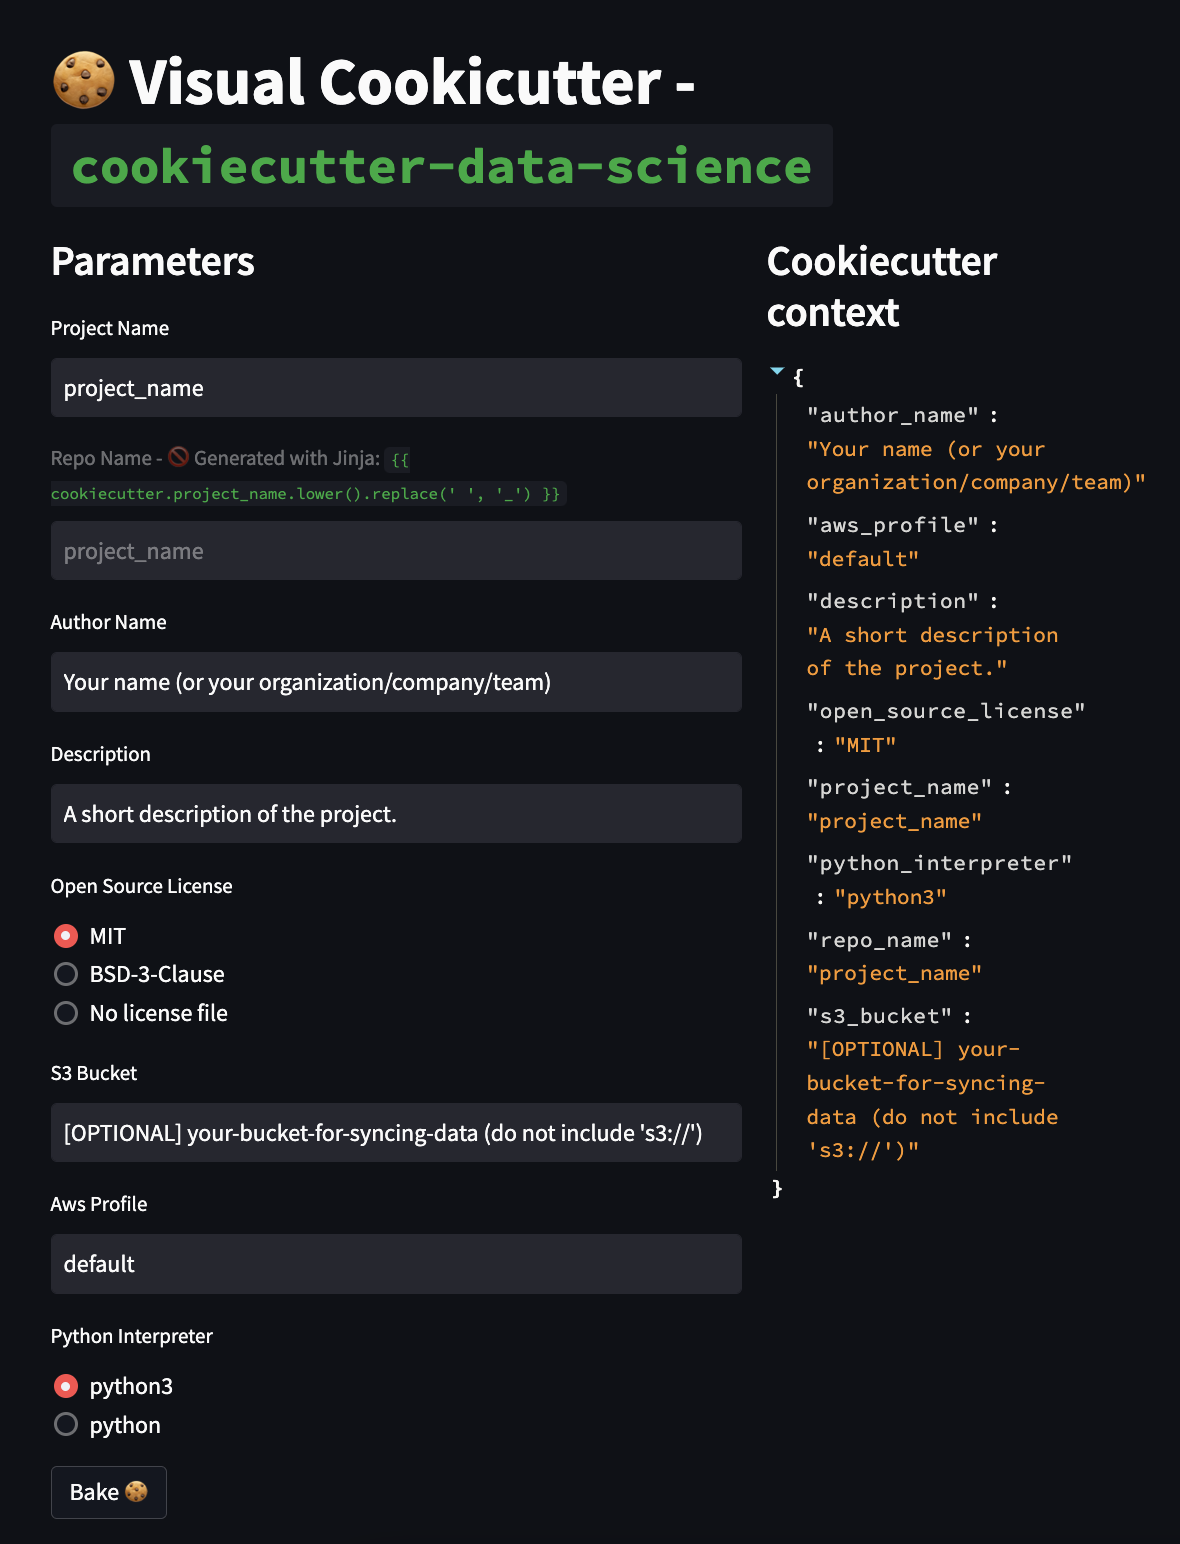 Visual Cookicutter -
cookiecutter-data-science
Parameters
Project Name
project_name
Repo Name - 🚫 Generated with Jinja: {{
cookiecutter.project_name.lower().replace(' ', '_') }}
project_name
Author Name
Your name (or your organization/company/team)
Description
A short description of the project.
Open Source License
MIT
BSD-3-Clause
No license file
S3 Bucket
[OPTIONAL] your-bucket-for-syncing-data (do not include 's3://')
Aws Profile
default
Python Interpreter
python3
python
Bake 🍪
Cookiecutter
context
{
"author_name" :
"Your name (or your
organization/company/team)"
"aws_profile" :
"default"
"description" :
"A short description
of the project."
"open_source_license"
: "MIT"
"project_name" :
"project_name"
"python_interpreter"
: "python3"
"repo_name" :
"project_name"
"s3_bucket" :
"[OPTIONAL] your-
bucket-for-syncing-
data (do not include
's3://')"
}